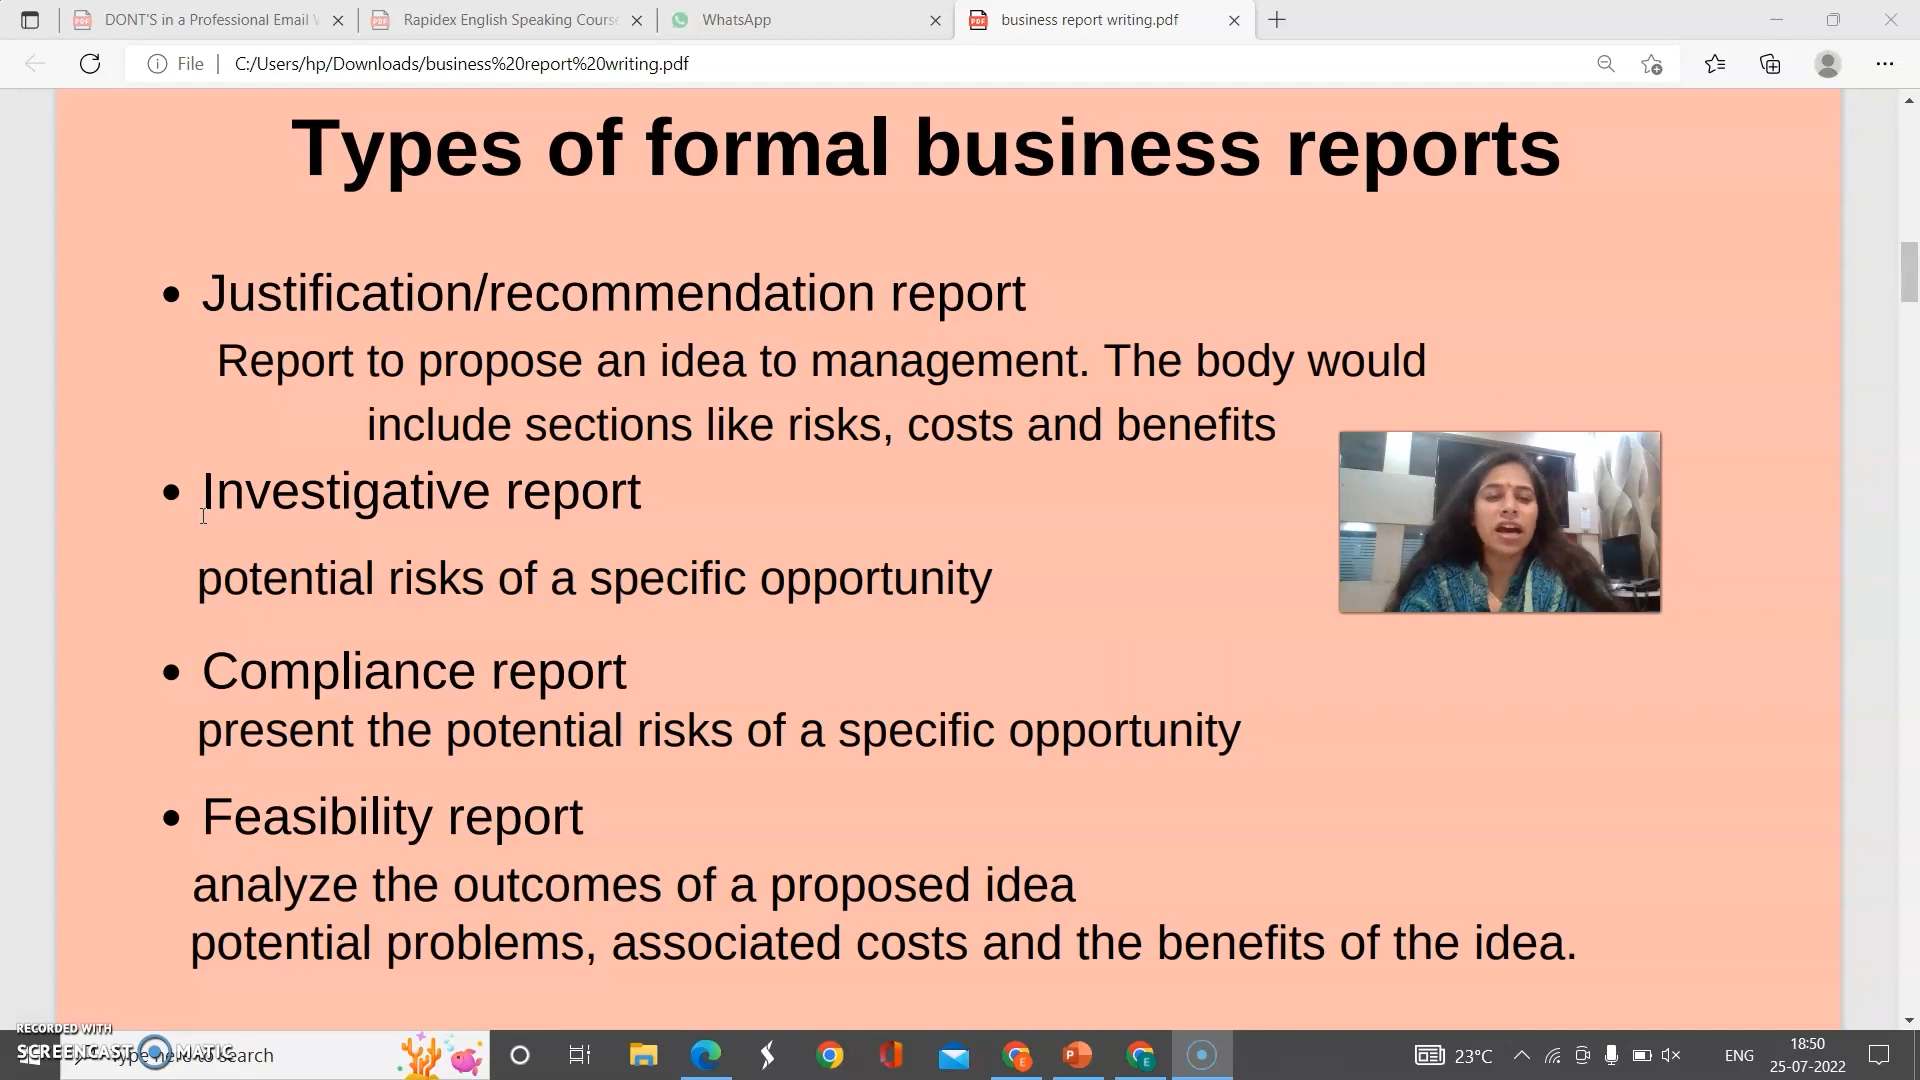 DONT'S in a Professional Email
Rapidex English Speaking Course
WhatsApp
business report writing.pdf
File
C:/Users/hp/Downloads/business%20report%20writing.pdf
Types of formal business reports
• Justification/recommendation report
Report to propose an idea to management. The body would
include sections like risks, costs and benefits
• Investigative report
potential risks of a specific opportunity
• Compliance report
present the potential risks of a specific opportunity
• Feasibility report
analyze the outcomes of a proposed idea
potential problems, associated costs and the benefits of the idea.
RECORDED WITH
SCREENCAST MATIC
Type here to search
23°C
ENG
18:50
25-07-2022